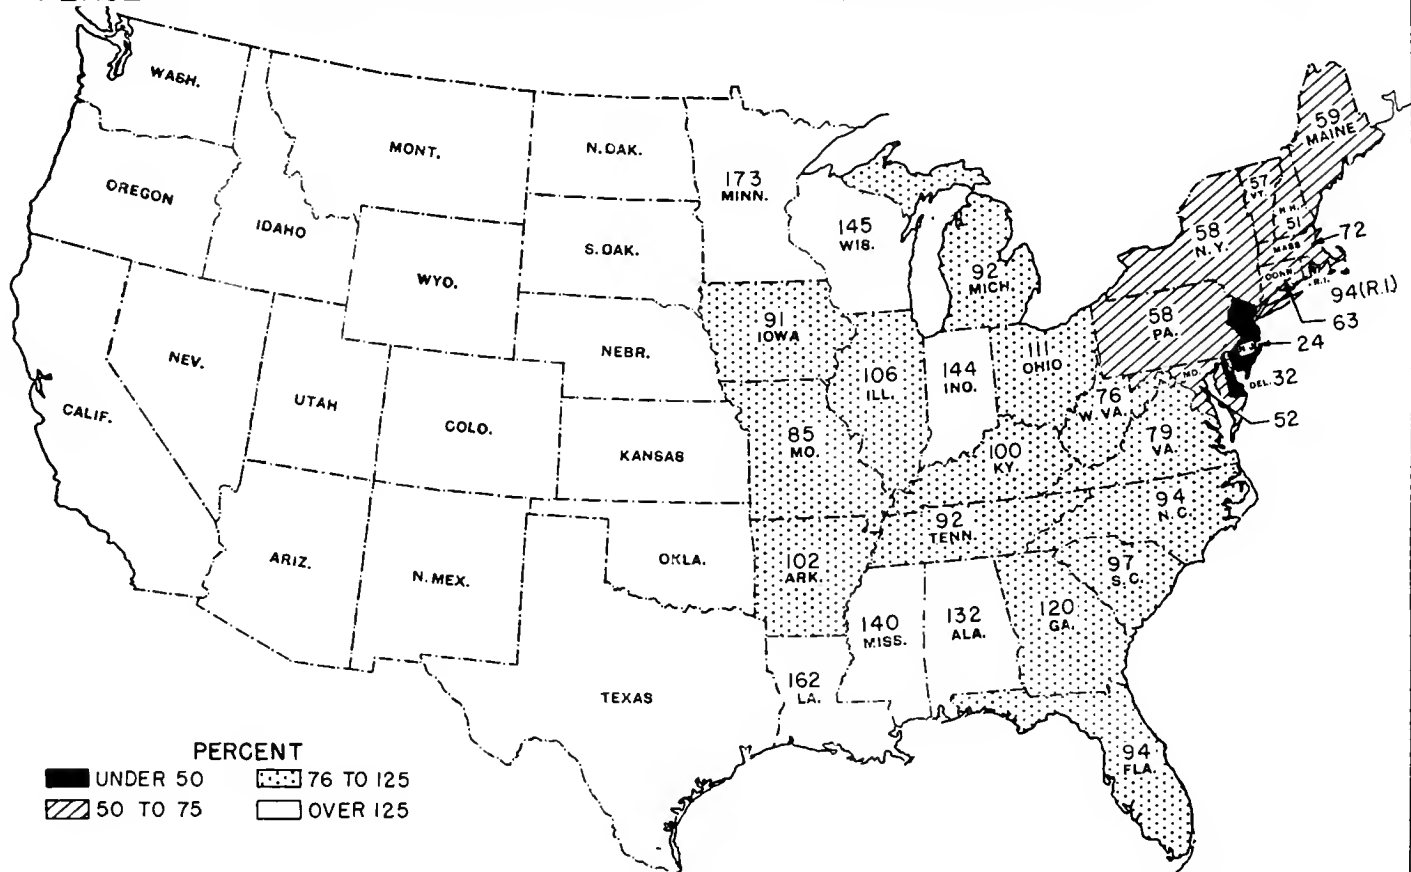 WASH.
OREGON
CALIF.
IDAHO
NEV.
MONT.
WYO.
UTAH
COLO.
ARIZ.
N. MEX.
N. DAK.
S. DAK.
NEBR.
KANSAS
OKLA.
TEXAS
173
MINN.
91
IOWA
85
MO.
102
ARK.
162
LA.
145
WIS.
106
ILL.
92
MICH.
144
IND.
111
OHIO
100
KY.
92
TENN.
140
MISS.
132
ALA.
120
GA.
94
FLA.
97
S.C.
94
N.C.
79
VA.
76
W. VA.
58
PA.
58
N.Y.
57
VT.
N.H.
51
59
MAINE
MASS
72
CONN.
R.I.
94 (R.I.)
63
N.J.
24
DEL. 32
MD.
52
PERCENT
UNDER 50
76 TO 125
50 TO 75
OVER 125